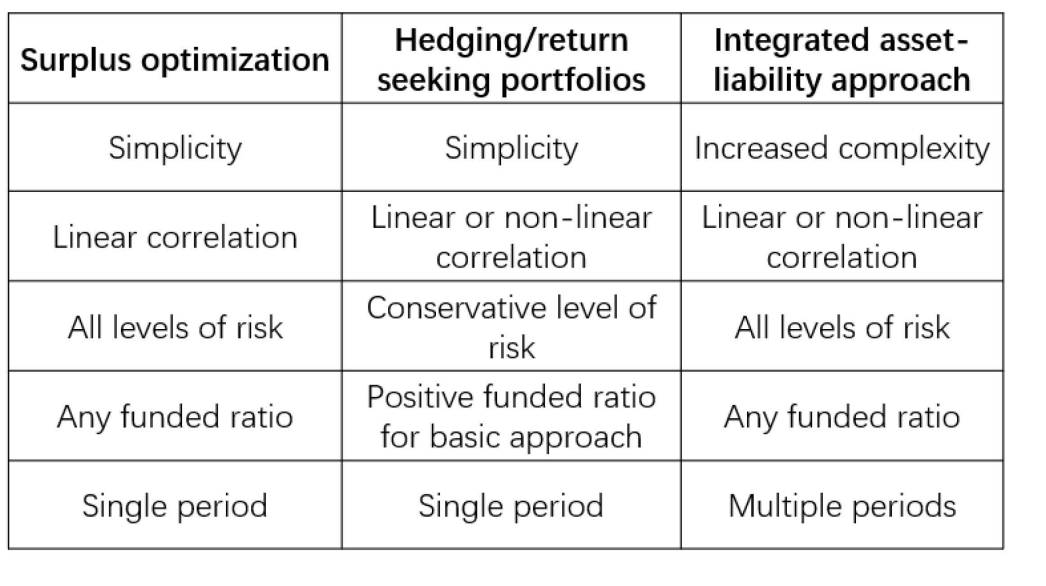 Surplus optimization
Hedging/return
seeking portfolios
Integrated asset-
liability approach
Simplicity
Simplicity
Increased complexity
Linear correlation
Linear or non-linear
correlation
Linear or non-linear
correlation
All levels of risk
Conservative level of
risk
All levels of risk
Any funded ratio
Positive funded ratio
for basic approach
Any funded ratio
Single period
Single period
Multiple periods